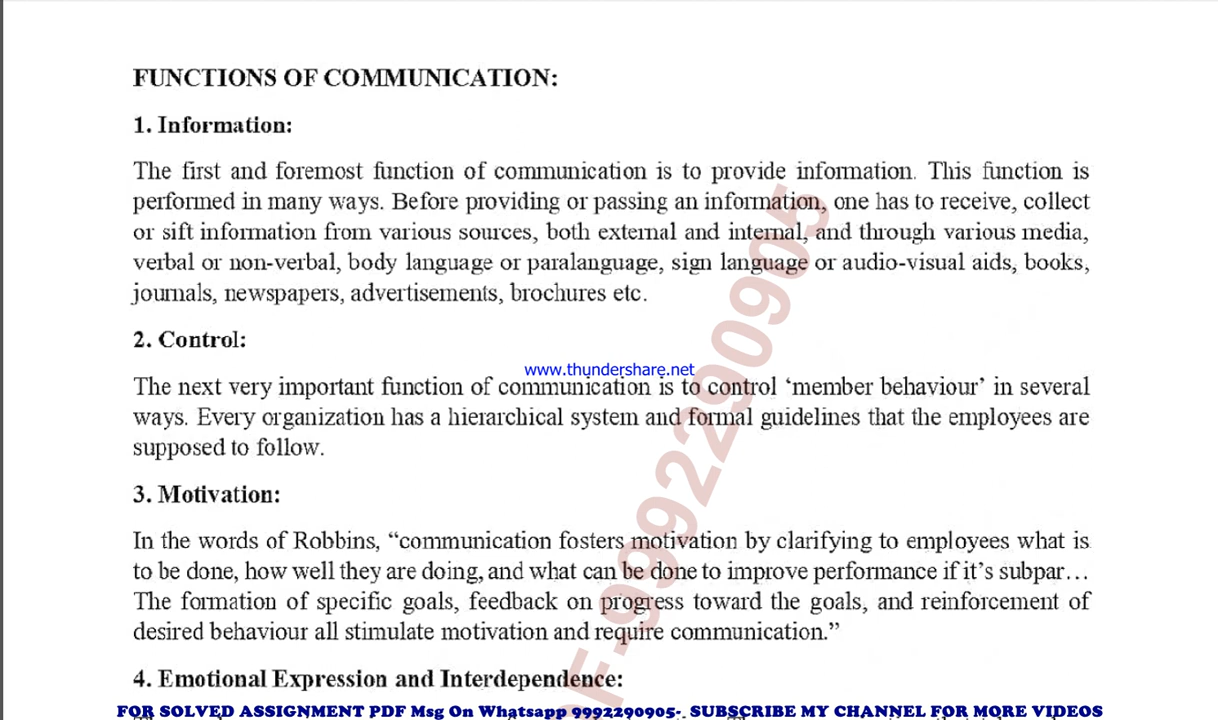 FUNCTIONS OF COMMUNICATION:
1. Information:
The first and foremost function of communication is to provide information. This function is
performed in many ways. Before providing or passing an information, one has to receive, collect
or sift information from various sources, both external and internal, and through various media,
verbal or non-verbal, body language or paralanguage, sign language or audio-visual aids, books,
journals, newspapers, advertisements, brochures etc.
2. Control:
www.thundershare.net
The next very important function of communication is to control ‘member behaviour’ in several
ways. Every organization has a hierarchical system and formal guidelines that the employees are
supposed to follow.
3. Motivation:
In the words of Robbins, “communication fosters motivation by clarifying to employees what is
to be done, how well they are doing, and what can be done to improve performance if it’s subpar…
The formation of specific goals, feedback on progress toward the goals, and reinforcement of
desired behaviour all stimulate motivation and require communication.”
4. Emotional Expression and Interdependence:
FOR SOLVED ASSIGNMENT PDF Msg On Whatsapp 9992290905-. SUBSCRIBE MY CHANNEL FOR MORE VIDEOS
DF-9992290905